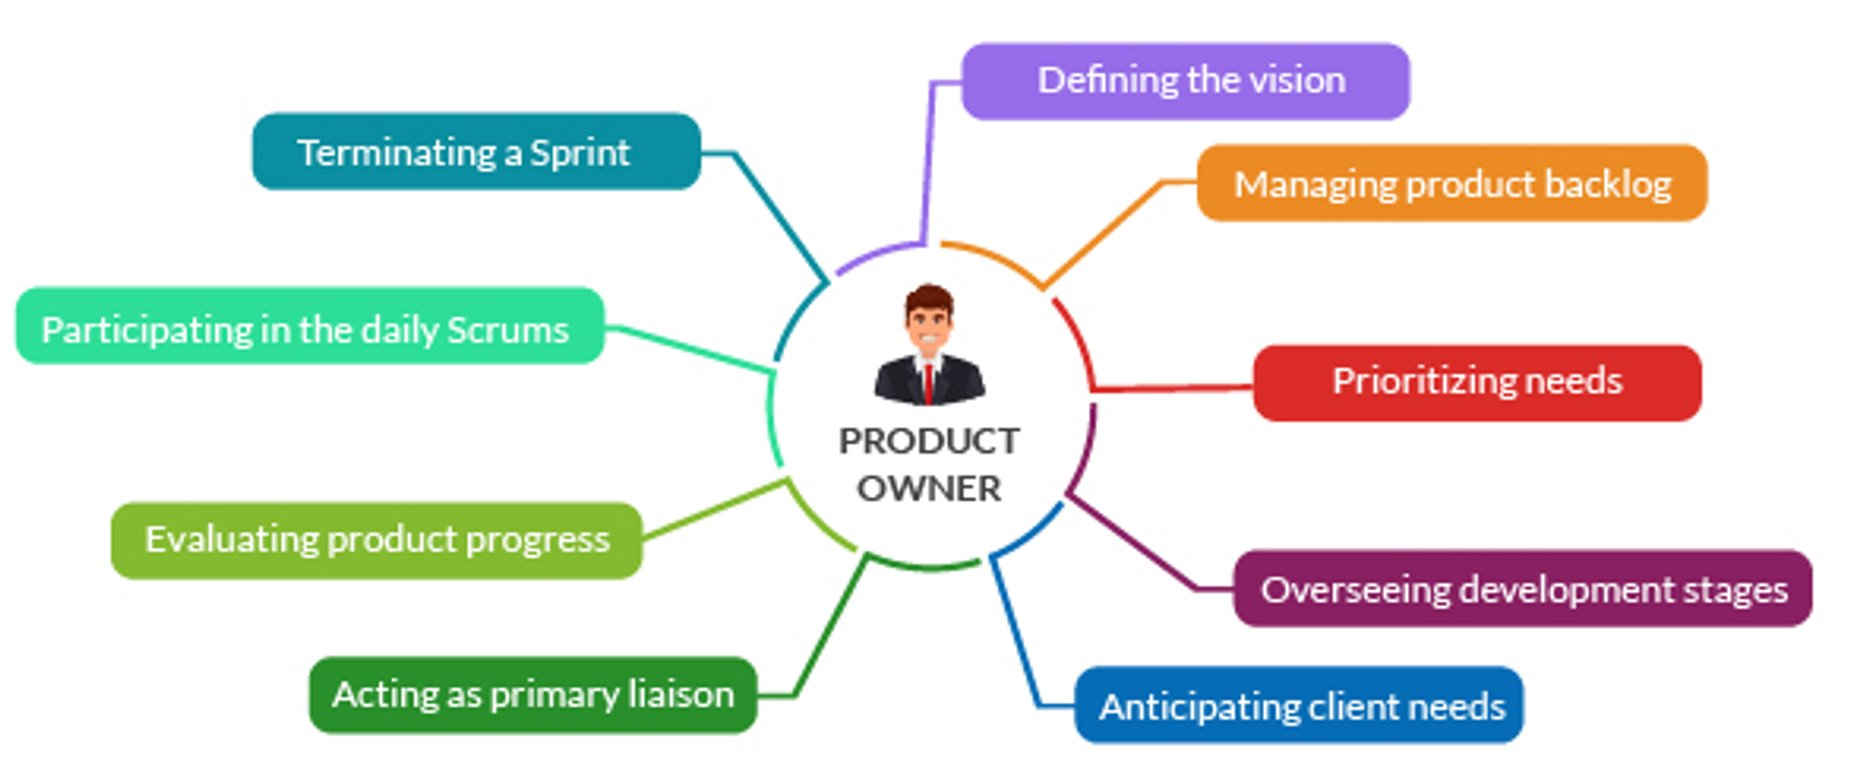 Defining the vision
Terminating a Sprint
Managing product backlog
Participating in the daily Scrums
Prioritizing needs
PRODUCT
OWNER
Evaluating product progress
Overseeing development stages
Acting as primary liaison
Anticipating client needs